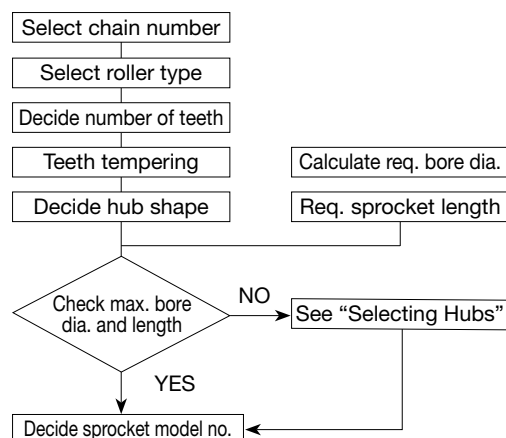 Select chain number
Select roller type
Decide number of teeth
Teeth tempering
Calculate req. bore dia.
Decide hub shape
Req. sprocket length
Check max. bore
dia. and length
NO
See “Selecting Hubs”
YES
Decide sprocket model no.